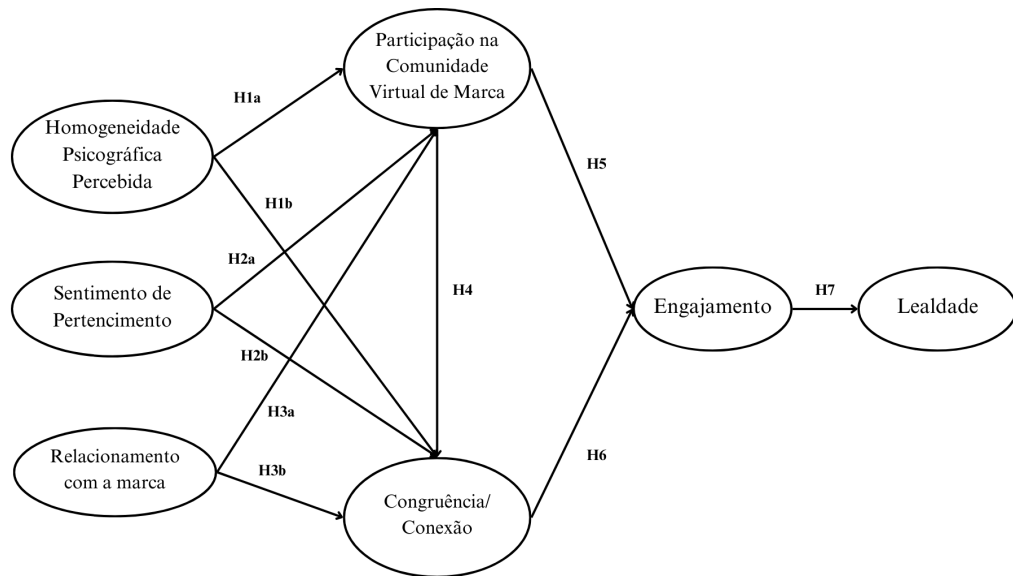 Participação na
Comunidade
Virtual de Marca
H1a
Homogeneidade
Psicográfica
Percebida
H5
H1b
H2a
Sentimento de
Pertencimento
H4
H7
Engajamento
Lealdade
H2b
H3a
Relacionamento
com a marca
H3b
H6
Congruência/
Conexão